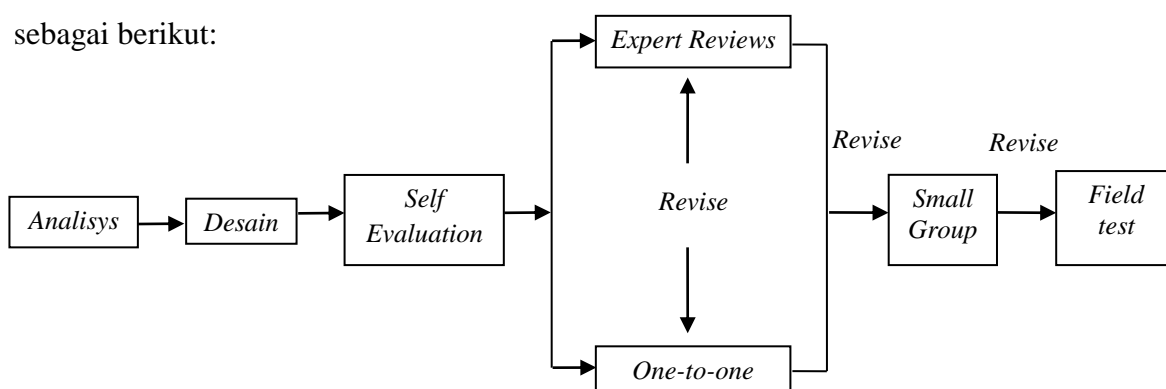 sebagai berikut:
Expert Reviews
Revise
Revise
Analisys
Desain
Self
Evaluation
Revise
Small
Group
Field
test
One-to-one